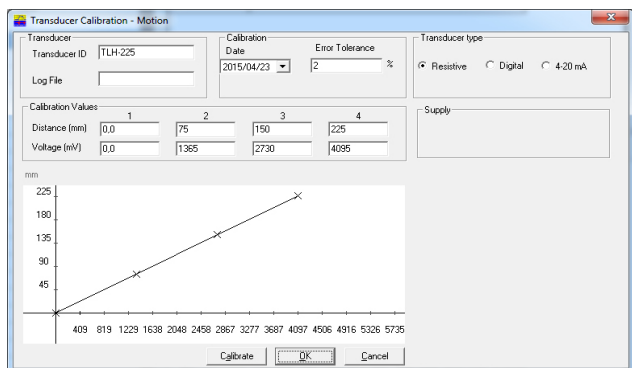 Transducer Calibration - Motion
Transducer
Transducer ID TLH-225
Log File
Calibration
Date Error Tolerance
2015/04/23 2 %
Transducer type
Resistive Digital 4-20 mA
Calibration Values
1 2 3 4
Distance (mm) 0,0 75 150 225
Voltage (mV) 0,0 1365 2730 4095
Supply
mm
225
180
135
90
45
409 819 1229 1638 2048 2458 2867 3277 3687 4097 4506 4916 5326 5735
Calibrate OK Cancel